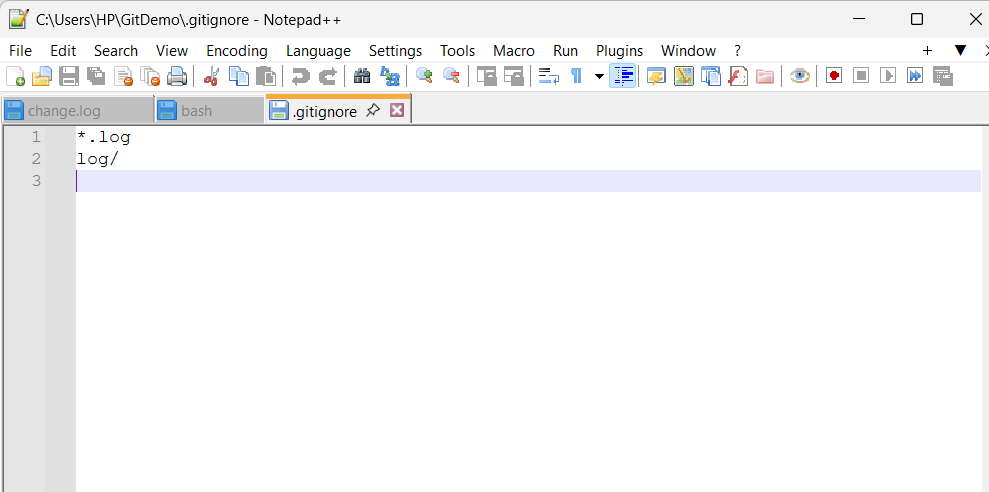 C:\Users\HP\GitDemo\.gitignore - Notepad++
File Edit Search View Encoding Language Settings Tools Macro Run Plugins Window ?
change.log bash .gitignore
1 *.log
2 log/
3